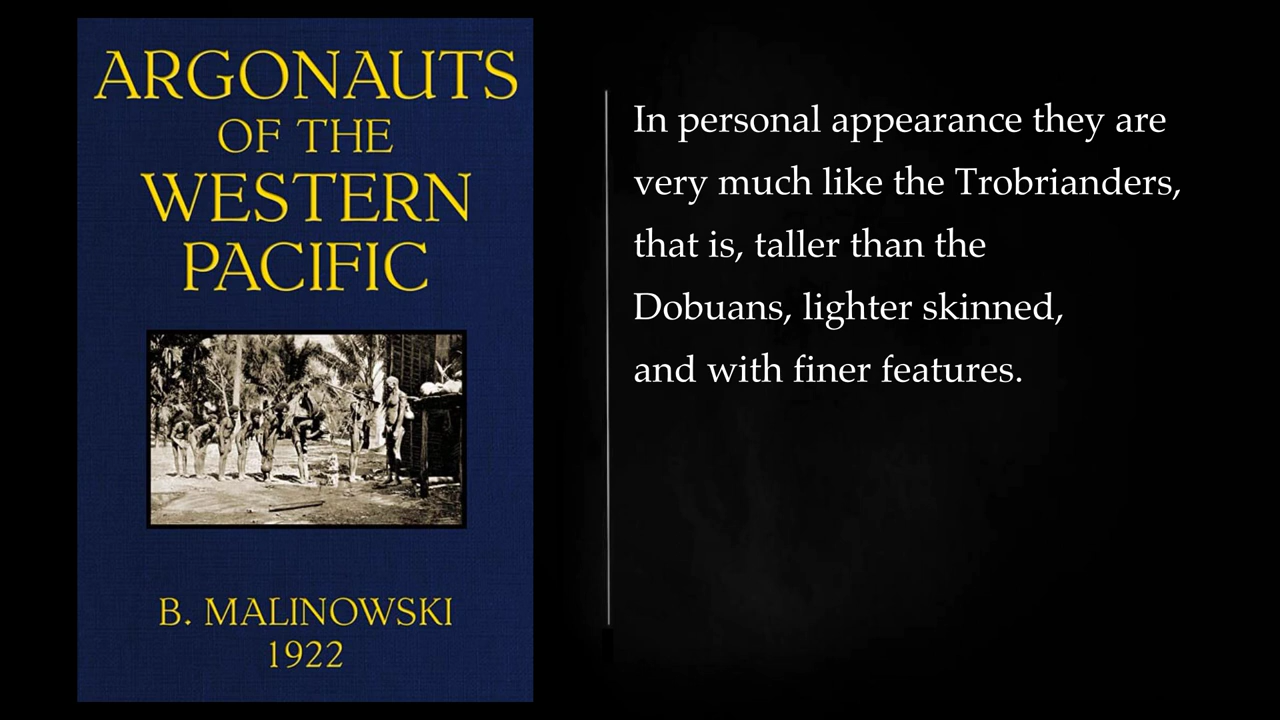 ARGONAUTS
OF THE
WESTERN
PACIFIC
B. MALINOWSKI
1922
In personal appearance they are
very much like the Trobrianders,
that is, taller than the
Dobuans, lighter skinned,
and with finer features.